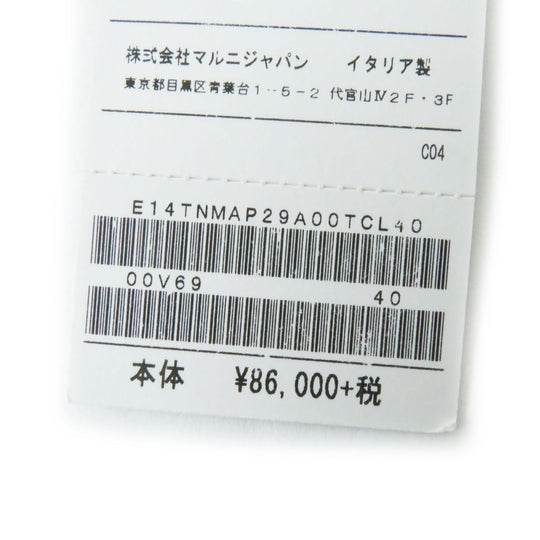 株式会社マルニジャパン　イタリア製
東京都目黒区青葉台1-5-2 代官山Ⅳ2F・3F
C04
E14TNMAP29A00TCL40
00V69 40
本体 ¥86,000+税